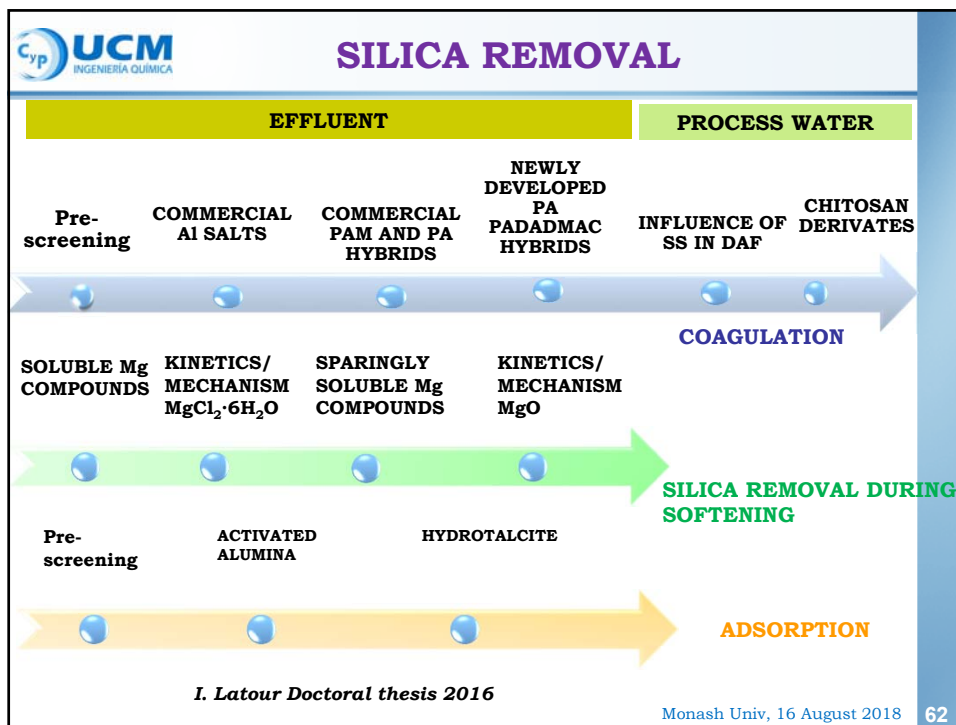 Cyp UCM
INGENIERÍA QUÍMICA
SILICA REMOVAL
EFFLUENT
PROCESS WATER
Pre-
screening
COMMERCIAL
Al SALTS
COMMERCIAL
PAM AND PA
HYBRIDS
NEWLY
DEVELOPED
PA
PADADMAC
HYBRIDS
INFLUENCE OF
SS IN DAF
CHITOSAN
DERIVATES
COAGULATION
SOLUBLE Mg
COMPOUNDS
KINETICS/
MECHANISM
MgCl₂·6H₂O
SPARINGLY
SOLUBLE Mg
COMPOUNDS
KINETICS/
MECHANISM
MgO
SILICA REMOVAL DURING
SOFTENING
Pre-
screening
ACTIVATED
ALUMINA
HYDROTALCITE
ADSORPTION
I. Latour Doctoral thesis 2016
Monash Univ, 16 August 2018
62